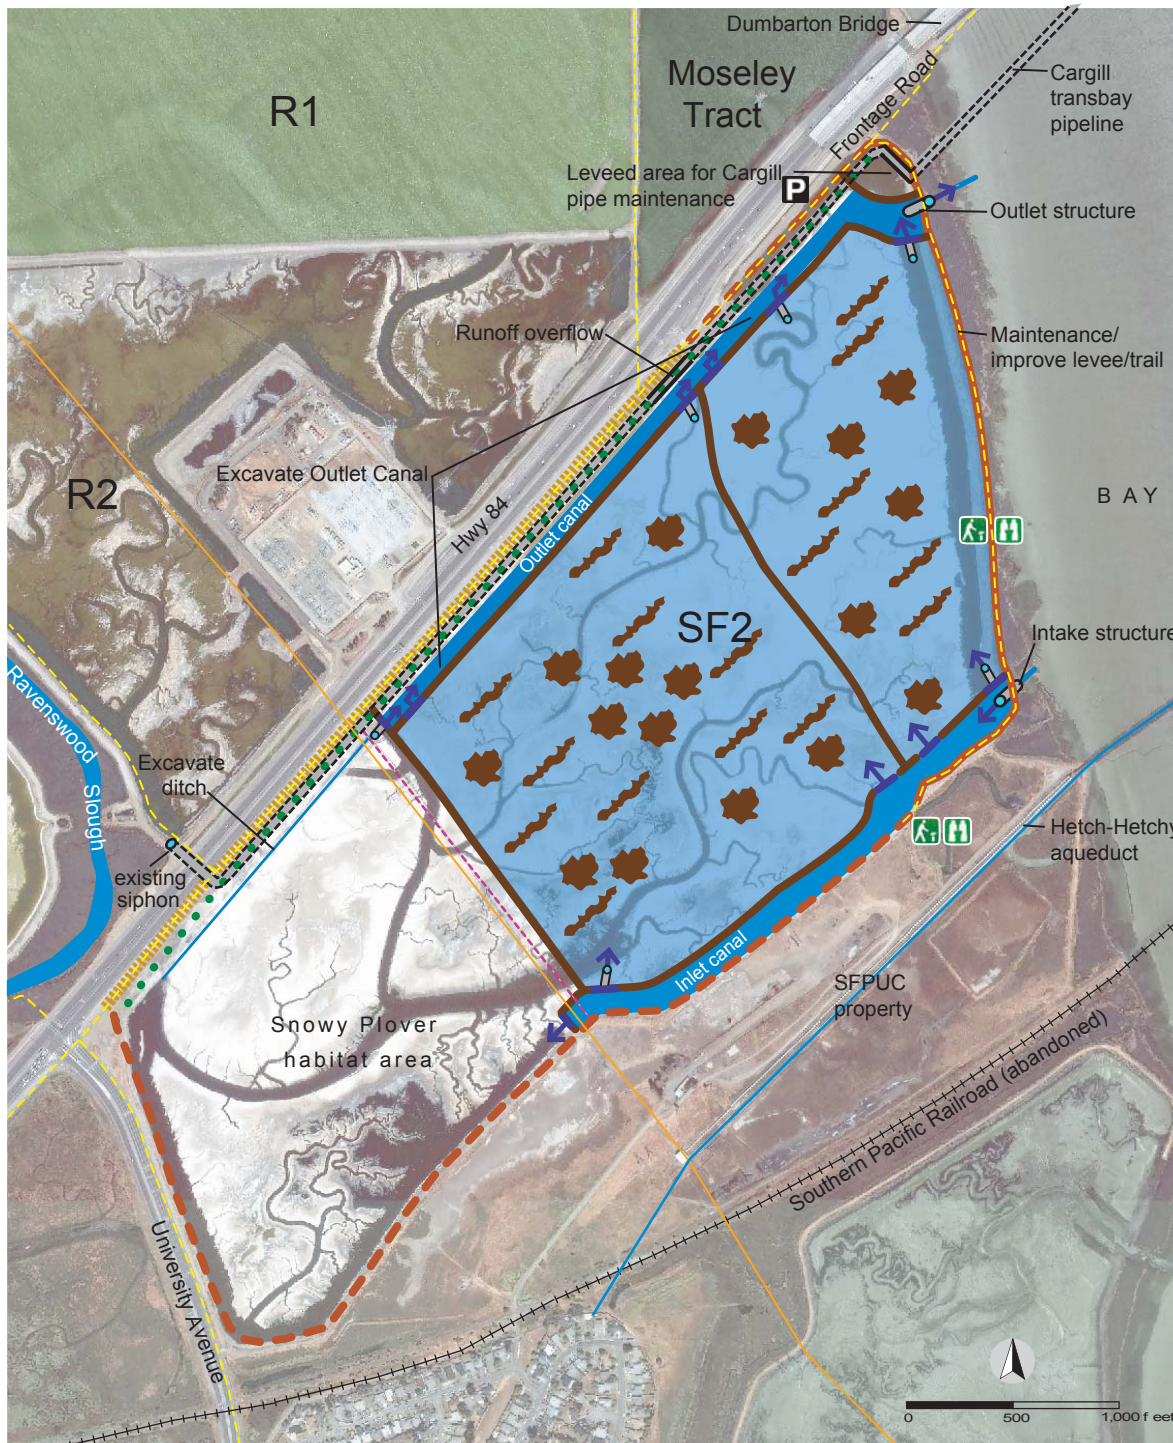 Dumbarton Bridge
R1
Moseley
Tract
Frontage Road
Cargill
transbay
pipeline
Leveed area for Cargill
pipe maintenance
P
Outlet structure
Runoff overflow
Maintenance/
improve levee/trail
Excavate Outlet Canal
R2
Hwy 84
Outlet canal
BAY
SF2
Intake structure
Ravenswood
Slough
Excavate
ditch
existing
siphon
Hetch-Hetchy
aqueduct
Inlet canal
SFPUC
property
Snowy Plover
habitat area
Southern Pacific Railroad (abandoned)
University Avenue
0 500 1,000 feet